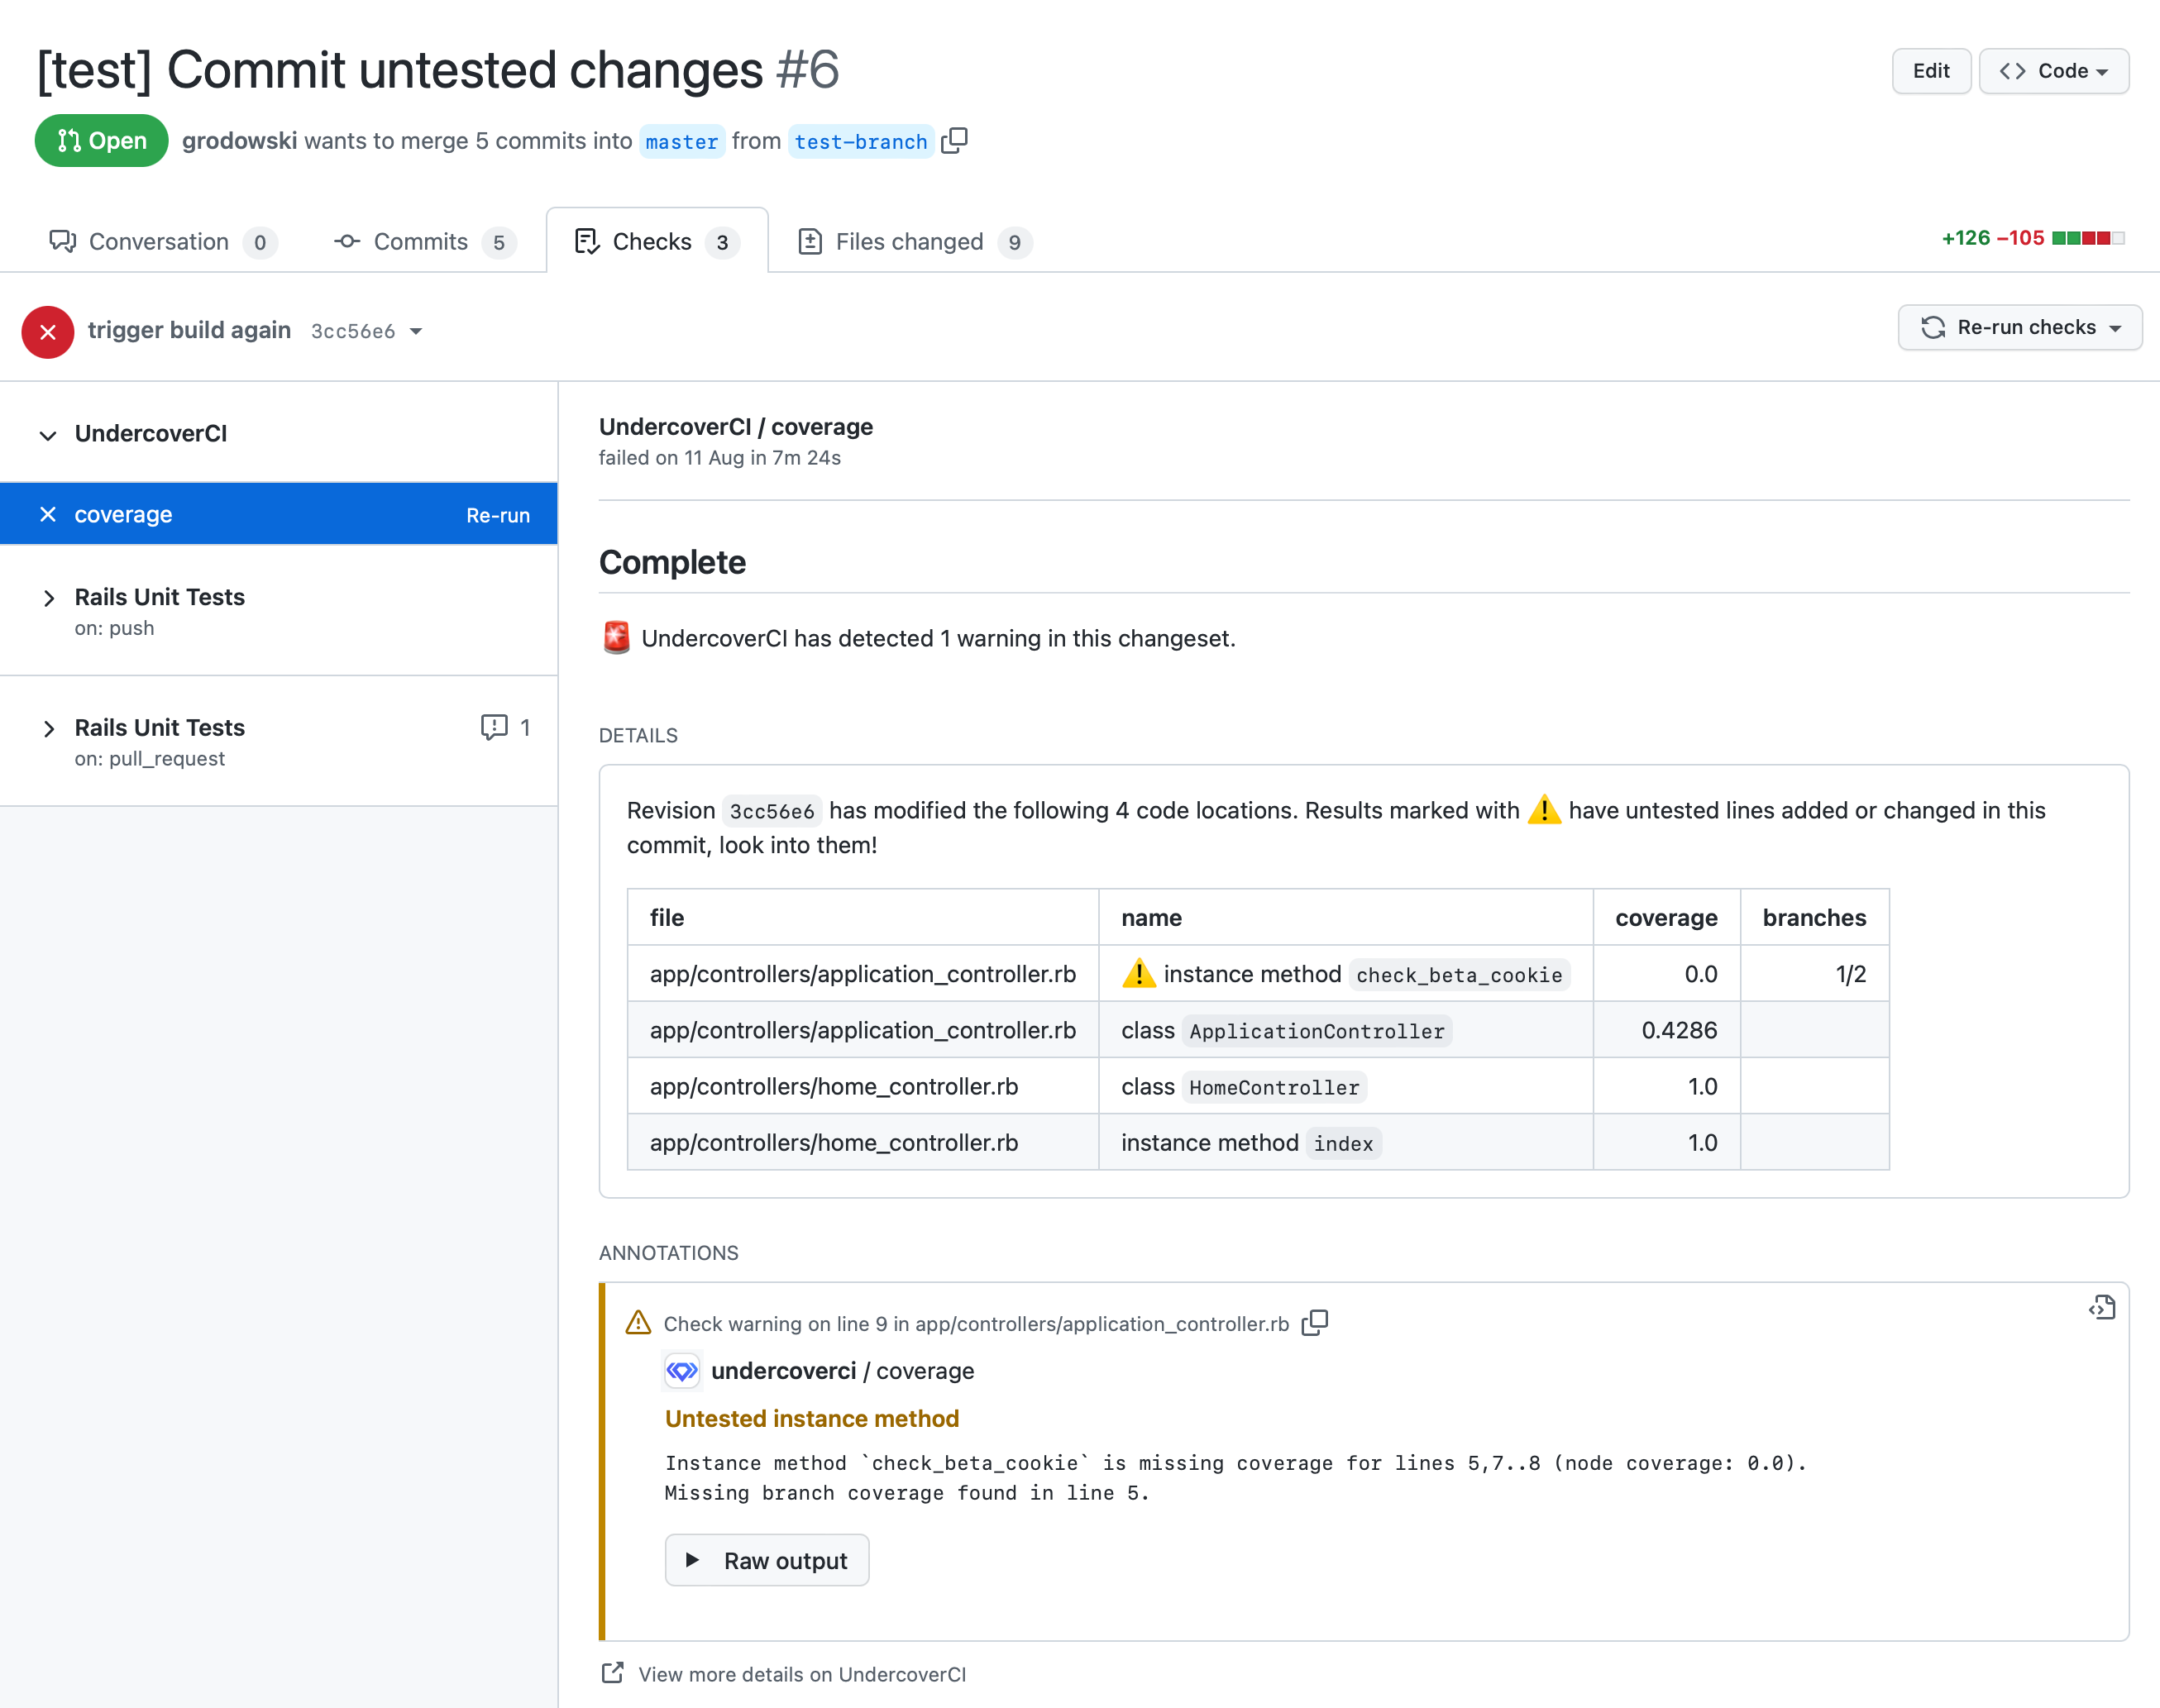 [test] Commit untested changes #6
Edit
Code
Open
grodowski wants to merge 5 commits into master from test-branch
Conversation 0
Commits 5
Checks 3
Files changed 9
+126 −105
trigger build again 3cc56e6
Re-run checks
UndercoverCI
coverage Re-run
Rails Unit Tests
on: push
Rails Unit Tests 1
on: pull_request
UndercoverCI / coverage
failed on 11 Aug in 7m 24s
Complete
🚨 UndercoverCI has detected 1 warning in this changeset.
DETAILS
Revision 3cc56e6 has modified the following 4 code locations. Results marked with ⚠️ have untested lines added or changed in this
commit, look into them!
file name coverage branches
app/controllers/application_controller.rb ⚠️ instance method check_beta_cookie 0.0 1/2
app/controllers/application_controller.rb class ApplicationController 0.4286
app/controllers/home_controller.rb class HomeController 1.0
app/controllers/home_controller.rb instance method index 1.0
ANNOTATIONS
Check warning on line 9 in app/controllers/application_controller.rb
undercoverci / coverage
Untested instance method
Instance method `check_beta_cookie` is missing coverage for lines 5,7..8 (node coverage: 0.0).
Missing branch coverage found in line 5.
Raw output
View more details on UndercoverCI